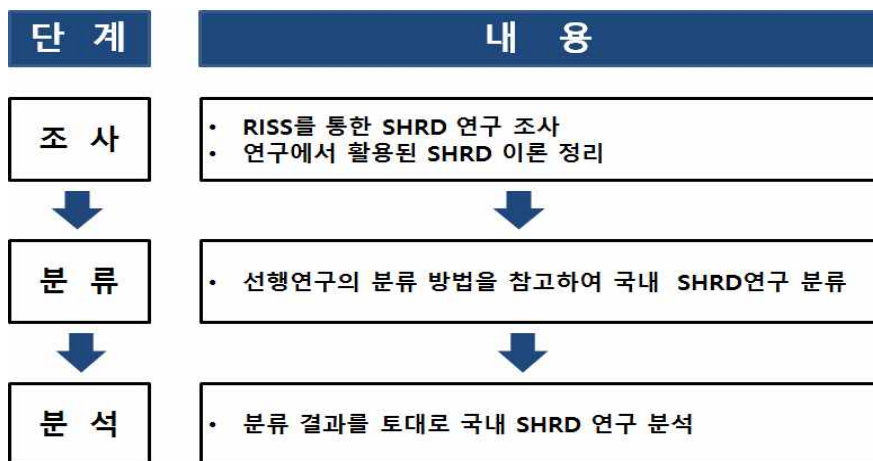 단 계
내 용
조 사
• RISS를 통한 SHRD 연구 조사
• 연구에서 활용된 SHRD 이론 정리
분 류
• 선행연구의 분류 방법을 참고하여 국내 SHRD연구 분류
분 석
• 분류 결과를 토대로 국내 SHRD 연구 분석